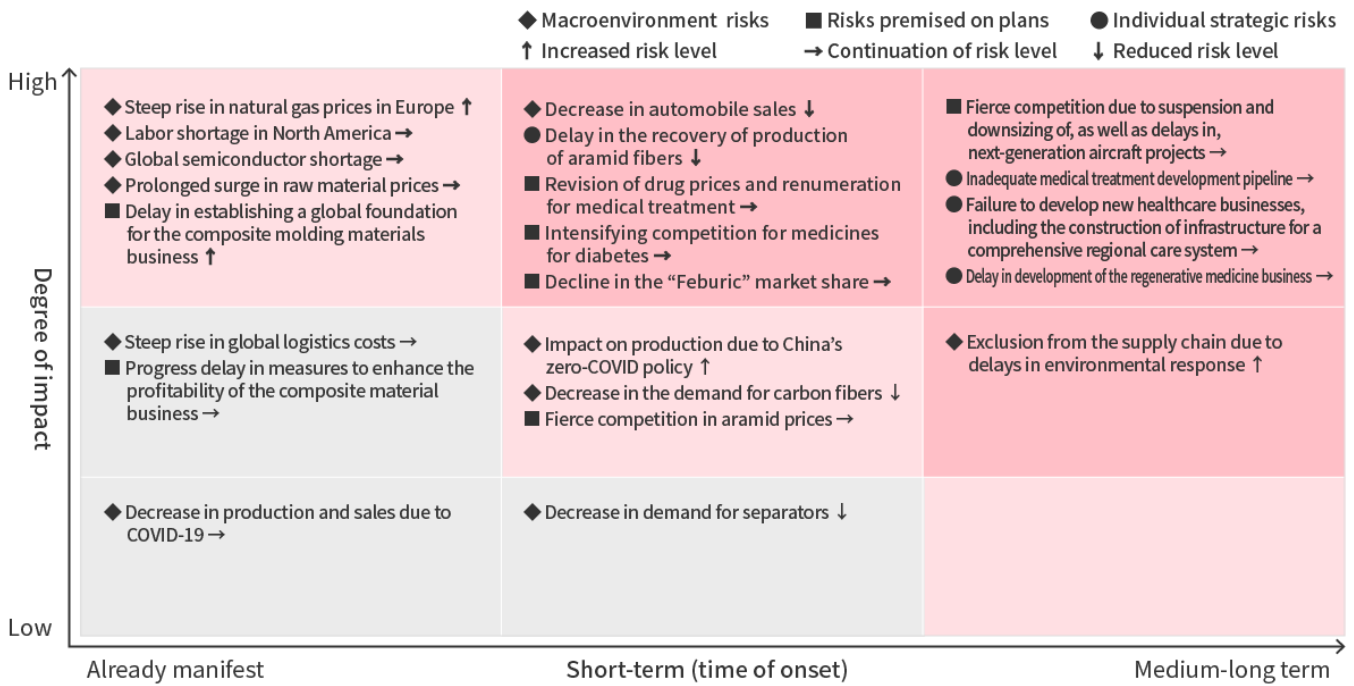 ◆ Macroenvironment risks ■ Risks premised on plans ● Individual strategic risks
↑ Increased risk level → Continuation of risk level ↓ Reduced risk level
High
◆ Steep rise in natural gas prices in Europe ↑
◆ Labor shortage in North America →
◆ Global semiconductor shortage →
◆ Prolonged surge in raw material prices →
■ Delay in establishing a global foundation
for the composite molding materials
business ↑
◆ Decrease in automobile sales ↓
● Delay in the recovery of production
of aramid fibers ↓
■ Revision of drug prices and renumeration
for medical treatment →
■ Intensifying competition for medicines
for diabetes →
■ Decline in the “Feburic” market share →
■ Fierce competition due to suspension and
downsizing of, as well as delays in,
next-generation aircraft projects →
● Inadequate medical treatment development pipeline →
● Failure to develop new healthcare businesses,
including the construction of infrastructure for a
comprehensive regional care system →
● Delay in development of the regenerative medicine business →
Degree of impact
◆ Steep rise in global logistics costs →
■ Progress delay in measures to enhance the
profitability of the composite material
business →
◆ Impact on production due to China’s
zero-COVID policy ↑
◆ Decrease in the demand for carbon fibers ↓
■ Fierce competition in aramid prices →
◆ Exclusion from the supply chain due to
delays in environmental response ↑
◆ Decrease in production and sales due to
COVID-19 →
◆ Decrease in demand for separators ↓
Low
Already manifest Short-term (time of onset) Medium-long term